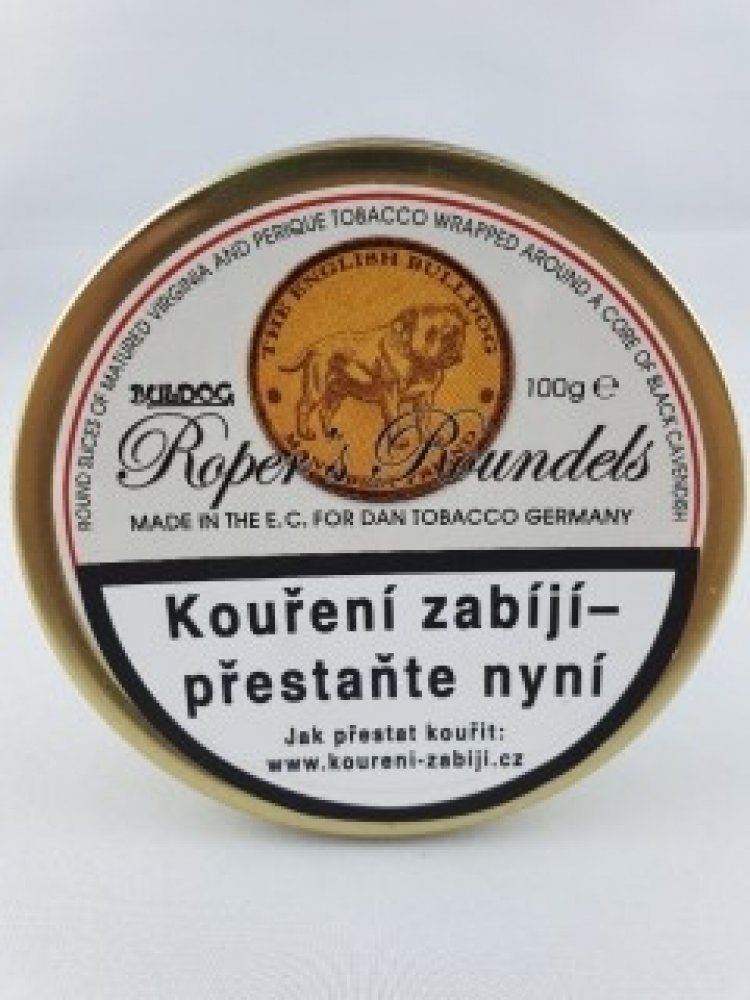 ROUND SLICES OF MATURED VIRGINIA AND PERIQUE TOBACCO WRAPPED AROUND A CORE OF BLACK CAVENDISH
THE ENGLISH BULLDOG
BULLDOG
100g ℮
Roper's Roundels
MADE IN THE E.C. FOR DAN TOBACCO GERMANY
Kouření zabíjí–
přestaňte nyní
Jak přestat kouřit:
www.koureni-zabiji.cz